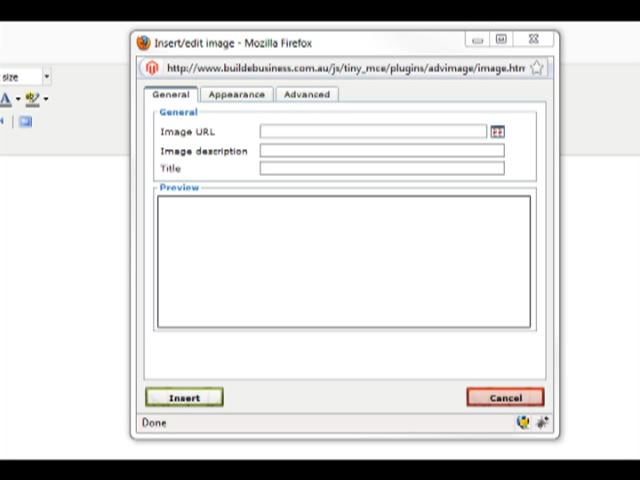 Insert/edit image - Mozilla Firefox
http://www.buildebusiness.com.au/js/tiny_mce/plugins/advimage/image.htm
size
General Appearance Advanced
General
Image URL
Image description
Title
Preview
Insert Cancel
Done